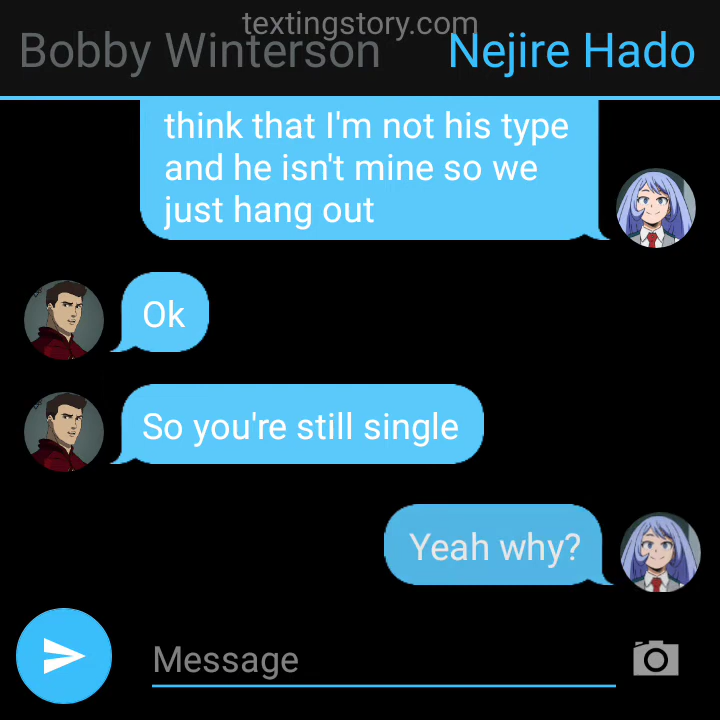 textingstory.com
Bobby Winterson
Nejire Hado
think that I'm not his type
and he isn't mine so we
just hang out
Ok
So you're still single
Yeah why?
Message